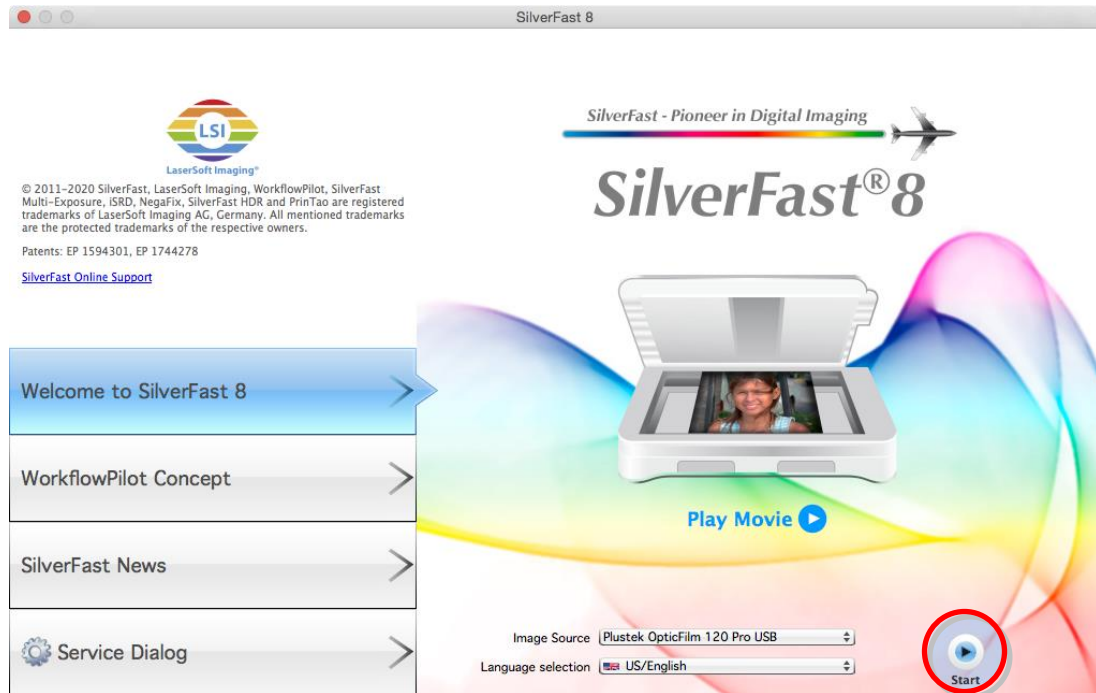 SilverFast 8
LSI
LaserSoft Imaging®
© 2011-2020 SilverFast, LaserSoft Imaging, WorkflowPilot, SilverFast
Multi-Exposure, iSRD, NegaFix, SilverFast HDR and PrinTao are registered
trademarks of LaserSoft Imaging AG, Germany. All mentioned trademarks
are the protected trademarks of the respective owners.
Patents: EP 1594301, EP 1744278
SilverFast Online Support
Welcome to SilverFast 8
WorkflowPilot Concept
SilverFast News
Service Dialog
SilverFast - Pioneer in Digital Imaging
SilverFast®8
Play Movie
Image Source Plustek OpticFilm 120 Pro USB
Language selection US/English
Start